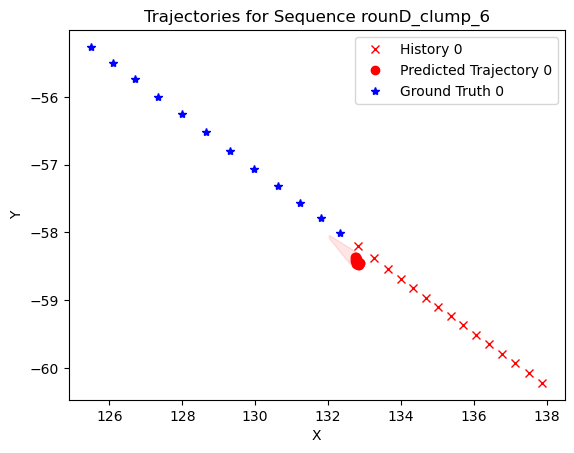 Trajectories for Sequence rounD_clump_6
History 0
Predicted Trajectory 0
Ground Truth 0
Y
−56
−57
−58
−59
−60
126 128 130 132 134 136 138
X